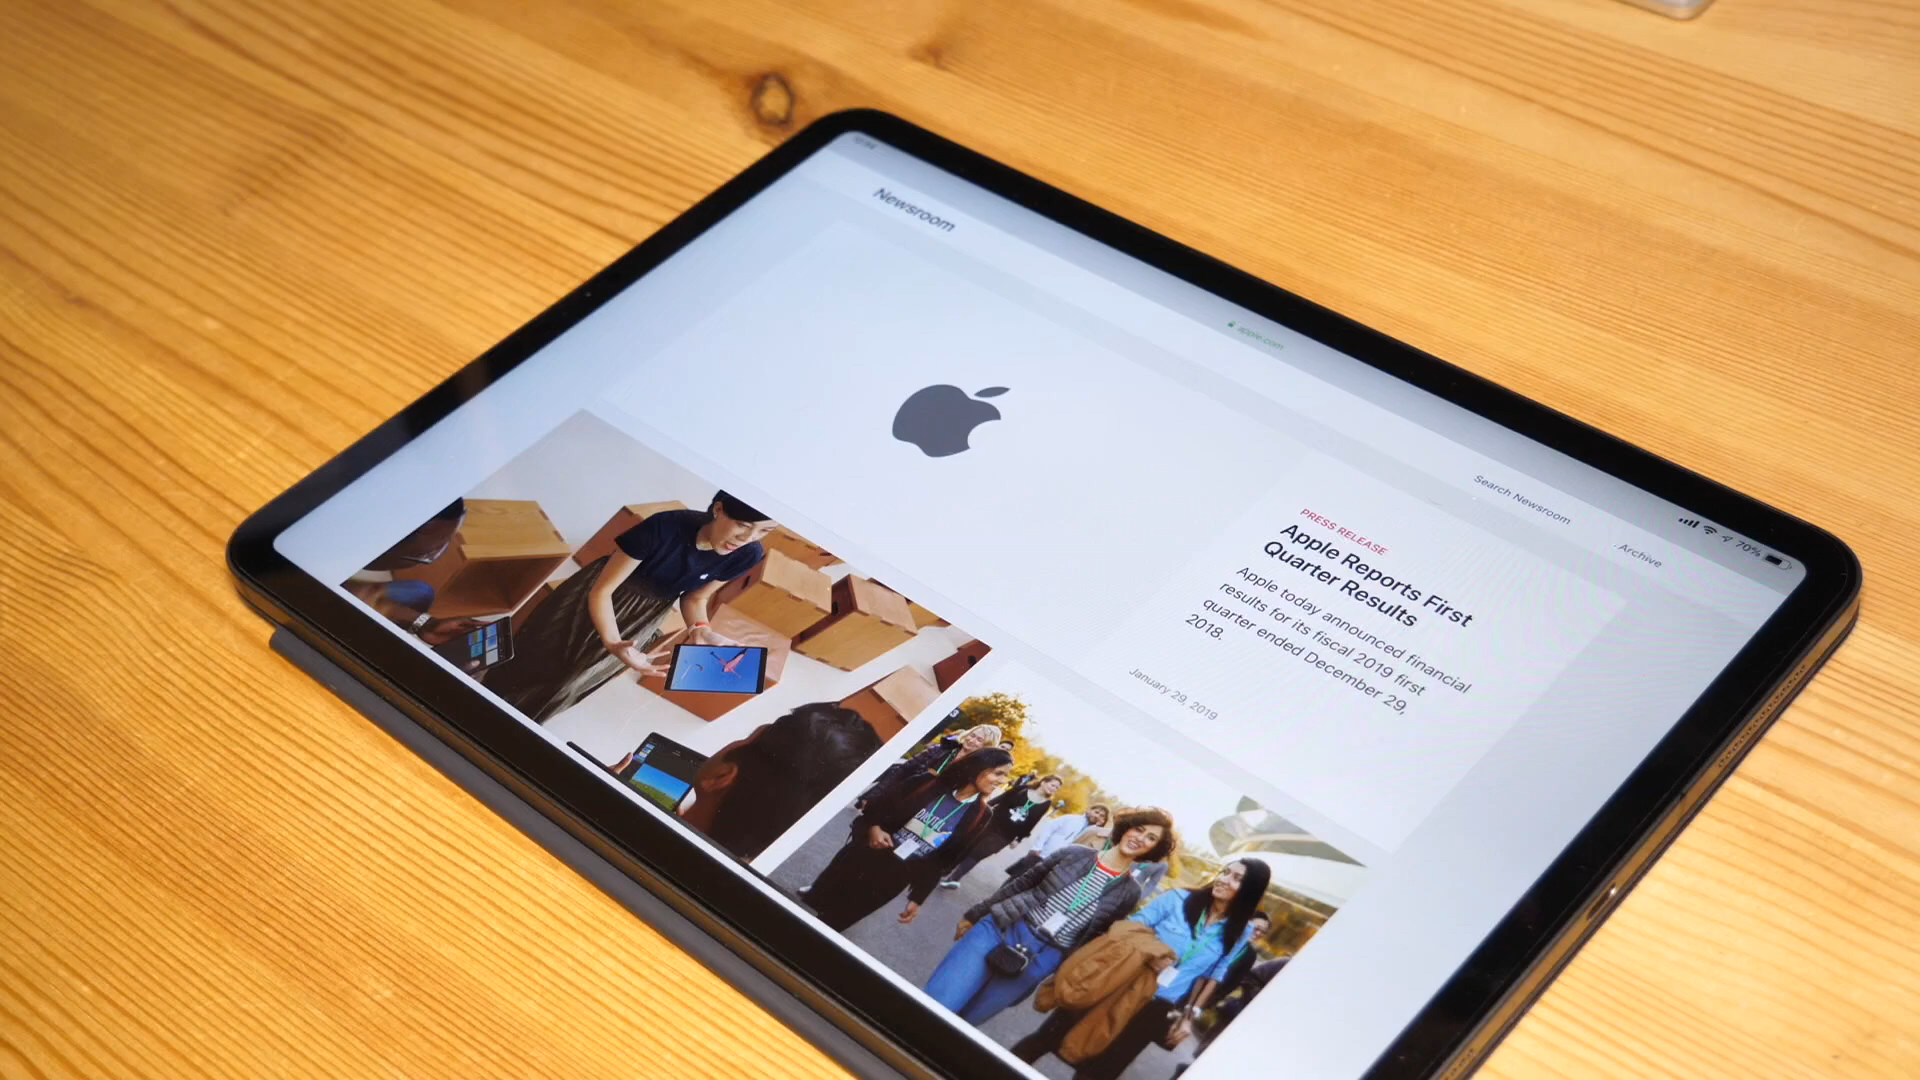 Newsroom
apple.com
Search Newsroom
Archive
70%
PRESS RELEASE
Apple Reports First
Quarter Results
Apple today announced financial
results for its fiscal 2019 first
quarter ended December 29,
2018.
January 29, 2019